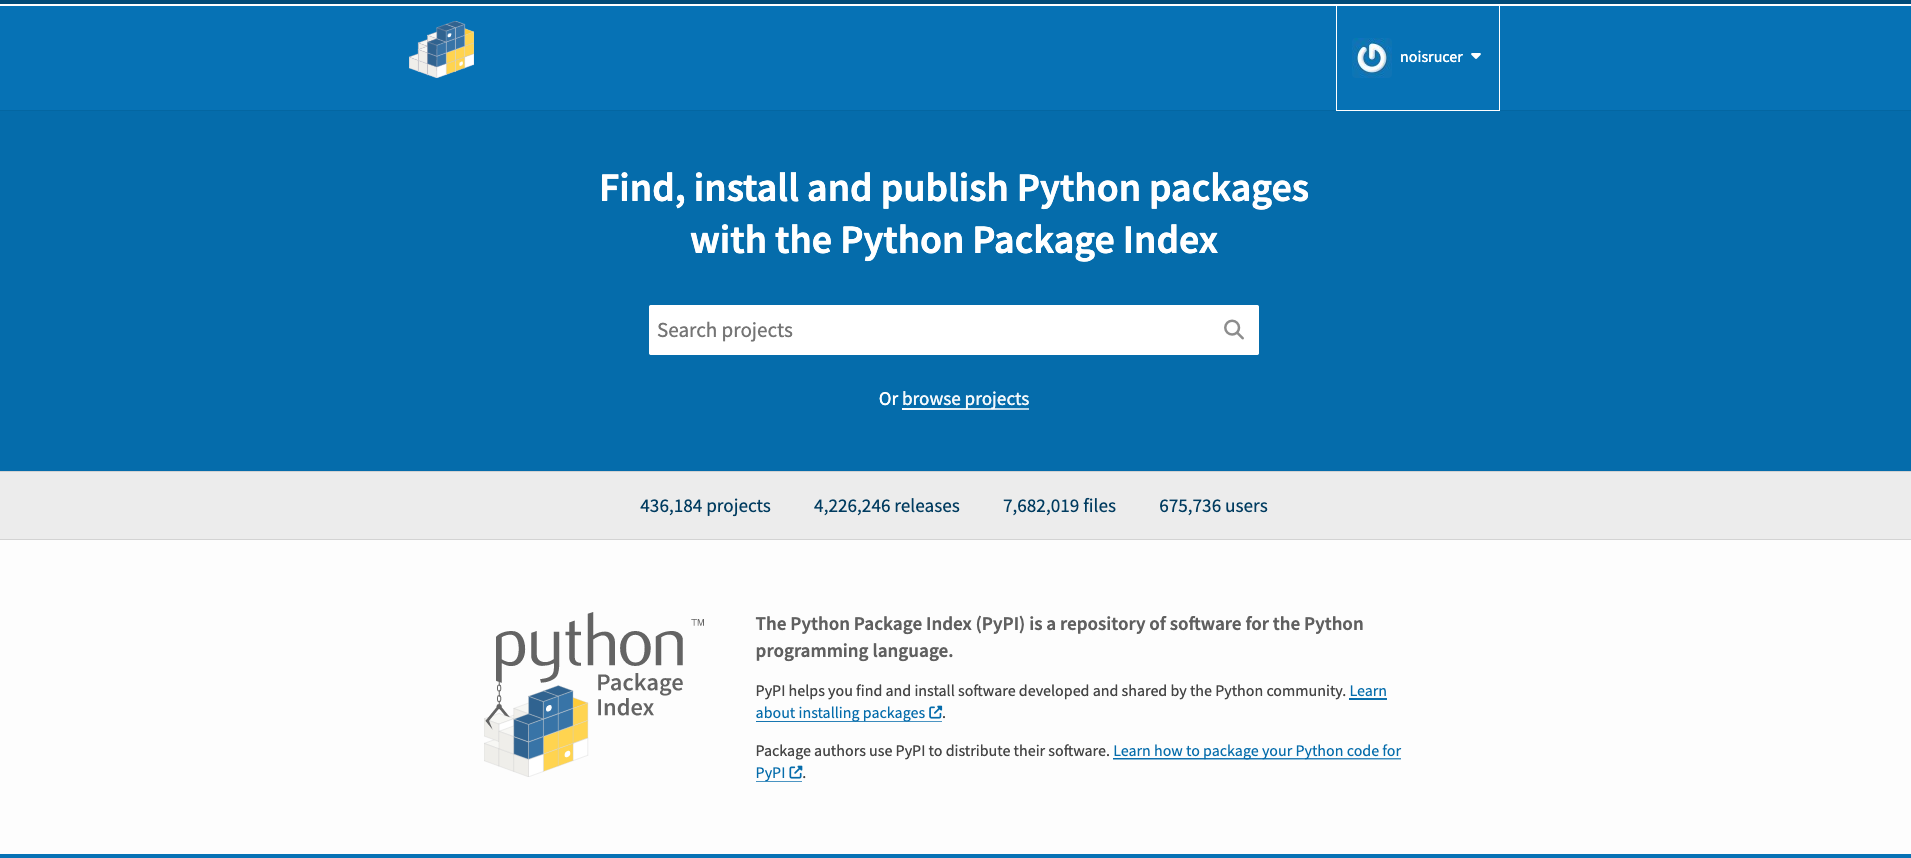 noisrucer
Find, install and publish Python packages
with the Python Package Index
Search projects
Or browse projects
436,184 projects 4,226,246 releases 7,682,019 files 675,736 users
python™
Package
Index
The Python Package Index (PyPI) is a repository of software for the Python
programming language.
PyPI helps you find and install software developed and shared by the Python community. Learn
about installing packages.
Package authors use PyPI to distribute their software. Learn how to package your Python code for
PyPI.